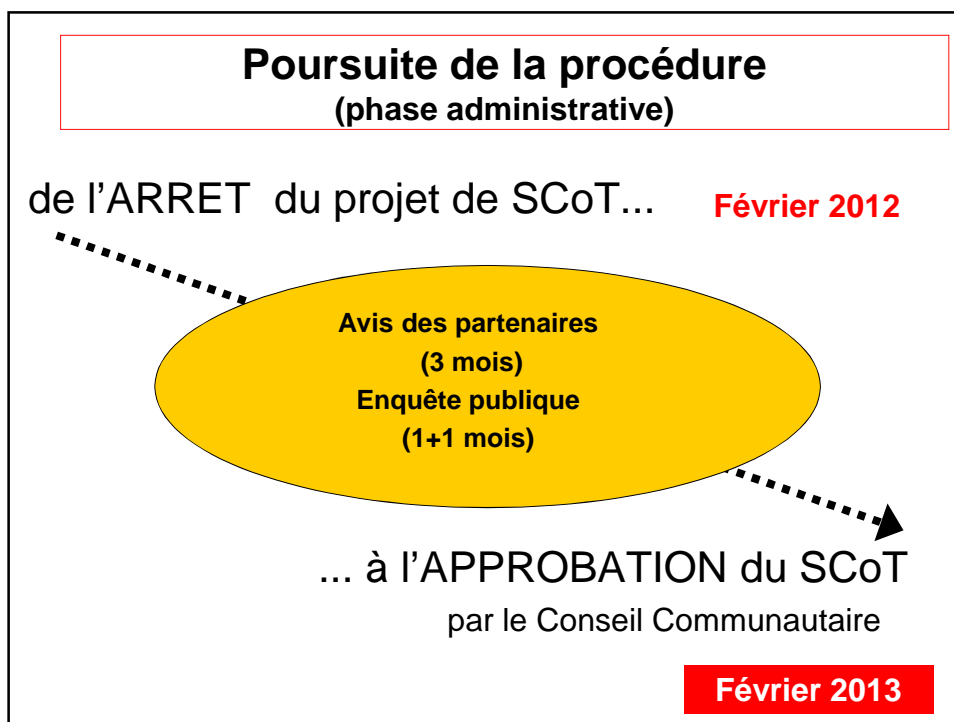 Poursuite de la procédure
(phase administrative)
de l’ARRET du projet de SCoT...
Février 2012
Avis des partenaires
(3 mois)
Enquête publique
(1+1 mois)
... à l’APPROBATION du SCoT
par le Conseil Communautaire
Février 2013